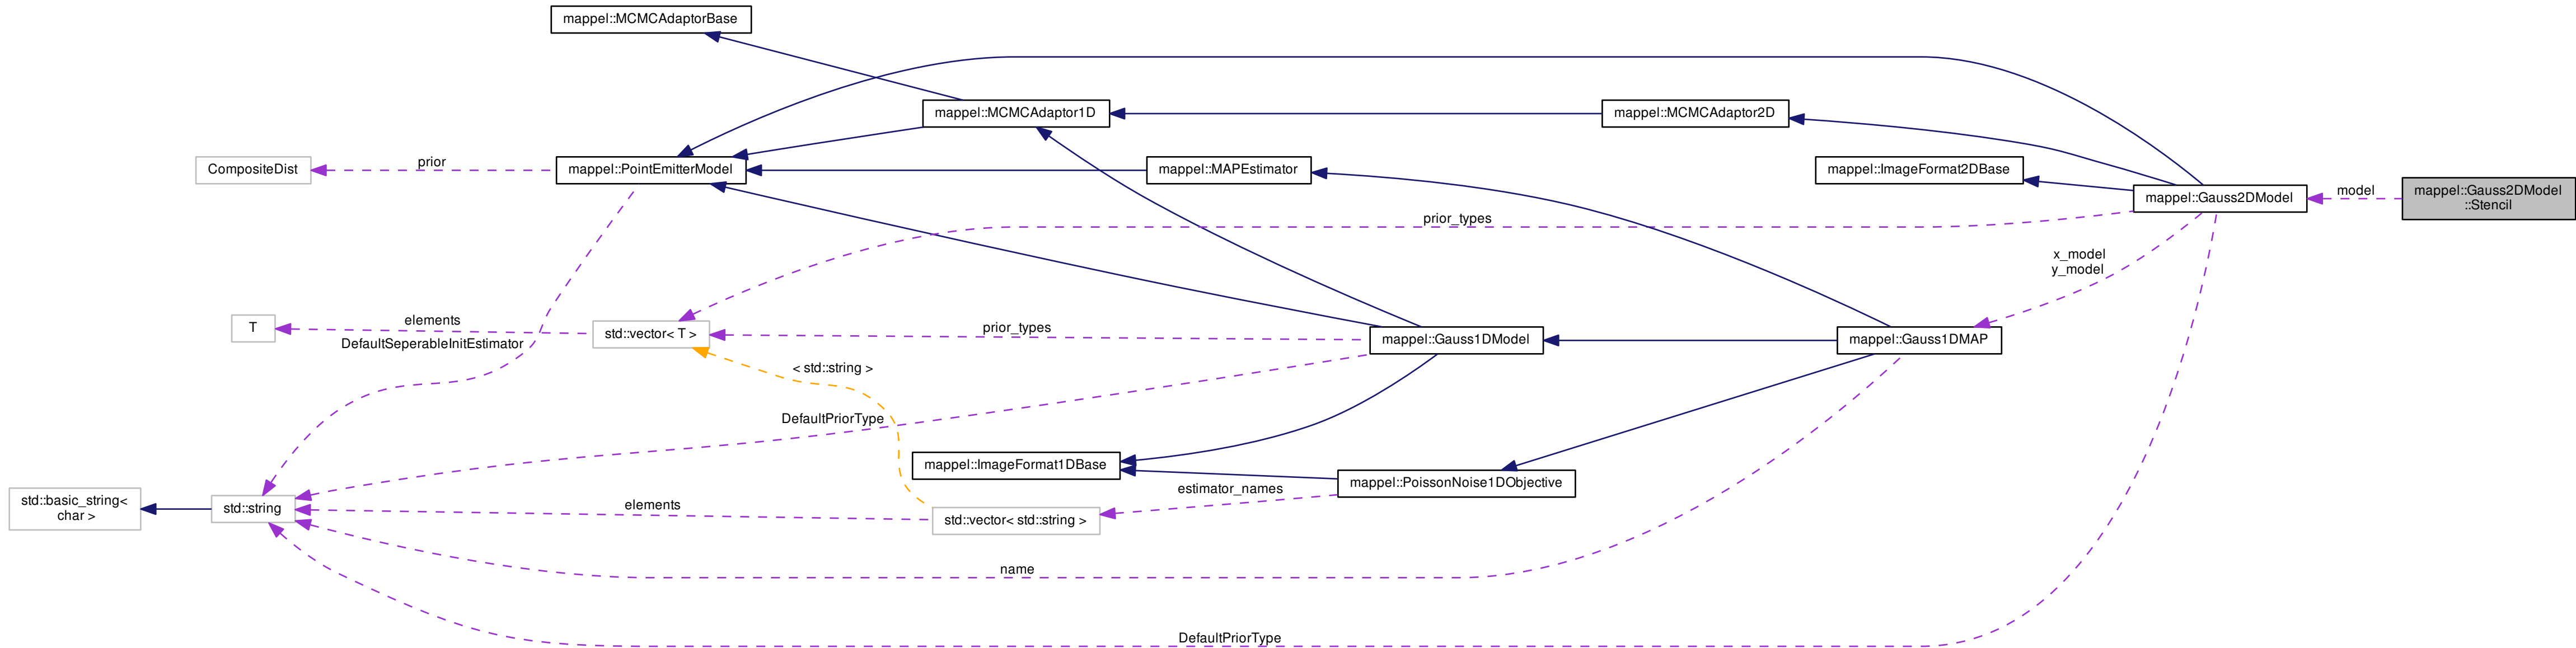 mappel::MCMCAdaptorBase
mappel::MCMCAdaptor1D
mappel::MCMCAdaptor2D
CompositeDist
prior
mappel::PointEmitterModel
mappel::MAPEstimator
mappel::ImageFormat2DBase
mappel::Gauss2DModel
model
mappel::Gauss2DModel
::Stencil
prior_types
x_model
y_model
T
elements
DefaultSeperableInitEstimator
std::vector< T >
prior_types
mappel::Gauss1DModel
mappel::Gauss1DMAP
< std::string >
DefaultPriorType
mappel::ImageFormat1DBase
mappel::PoissonNoise1DObjective
estimator_names
std::basic_string<
char >
std::string
elements
std::vector< std::string >
name
DefaultPriorType